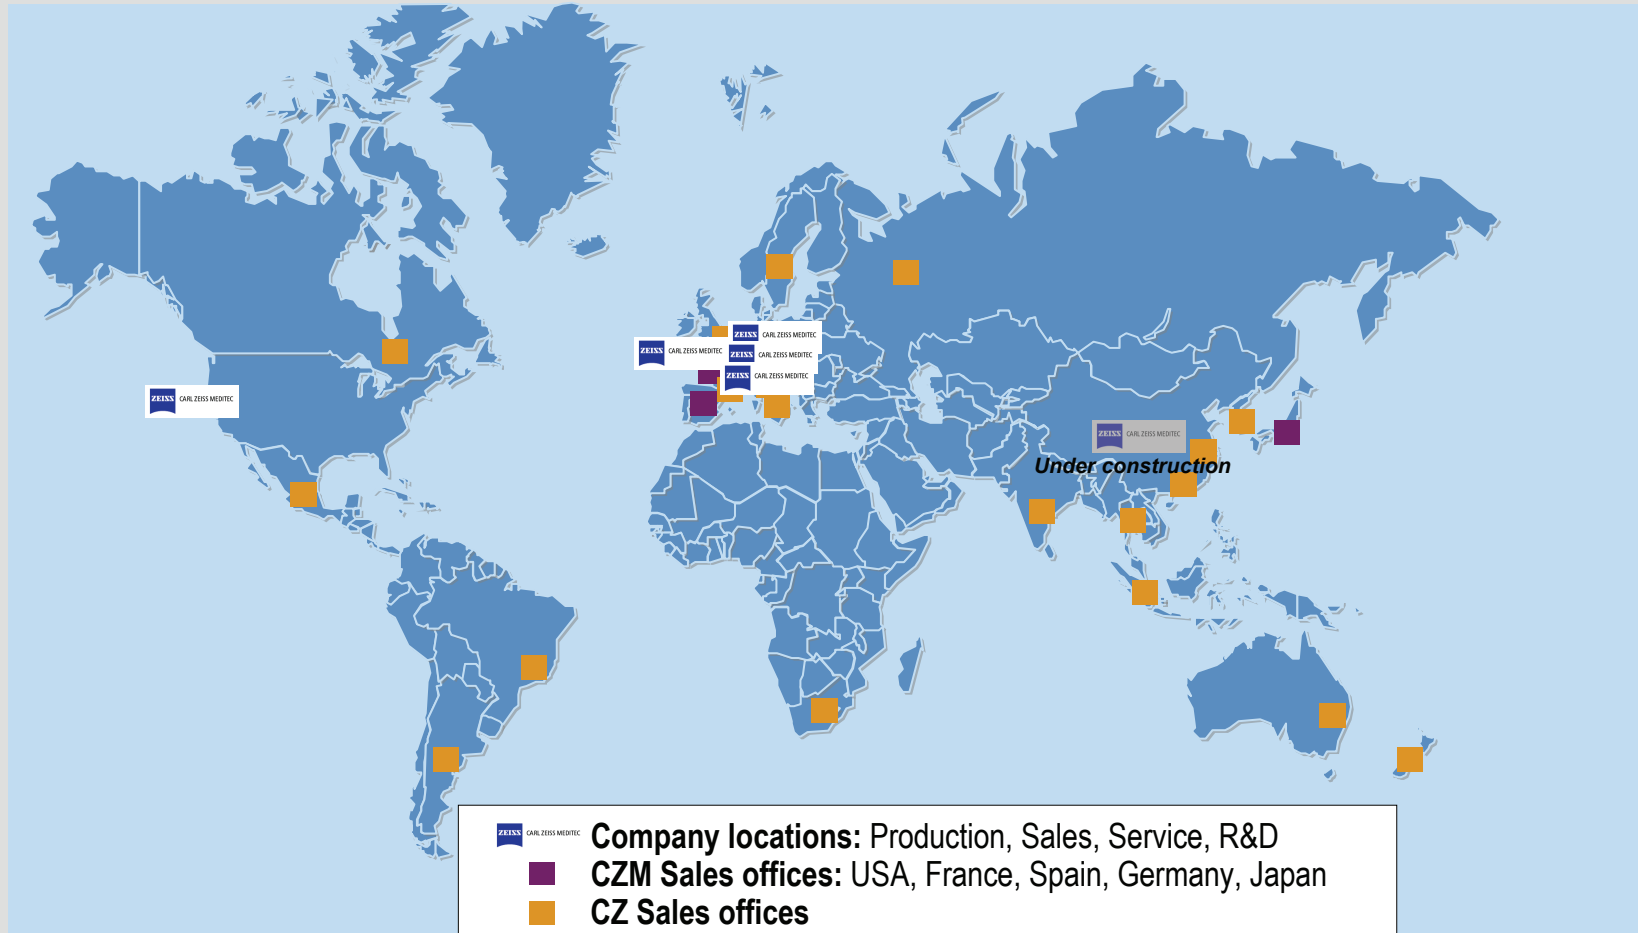 ZEISS CARL ZEISS MEDITEC
ZEISS CARL ZEISS MEDITEC
ZEISS CARL ZEISS MEDITEC
ZEISS CARL ZEISS MEDITEC
ZEISS CARL ZEISS MEDITEC
ZEISS CARL ZEISS MEDITEC
Under construction
ZEISS CARL ZEISS MEDITEC Company locations: Production, Sales, Service, R&D
CZM Sales offices: USA, France, Spain, Germany, Japan
CZ Sales offices